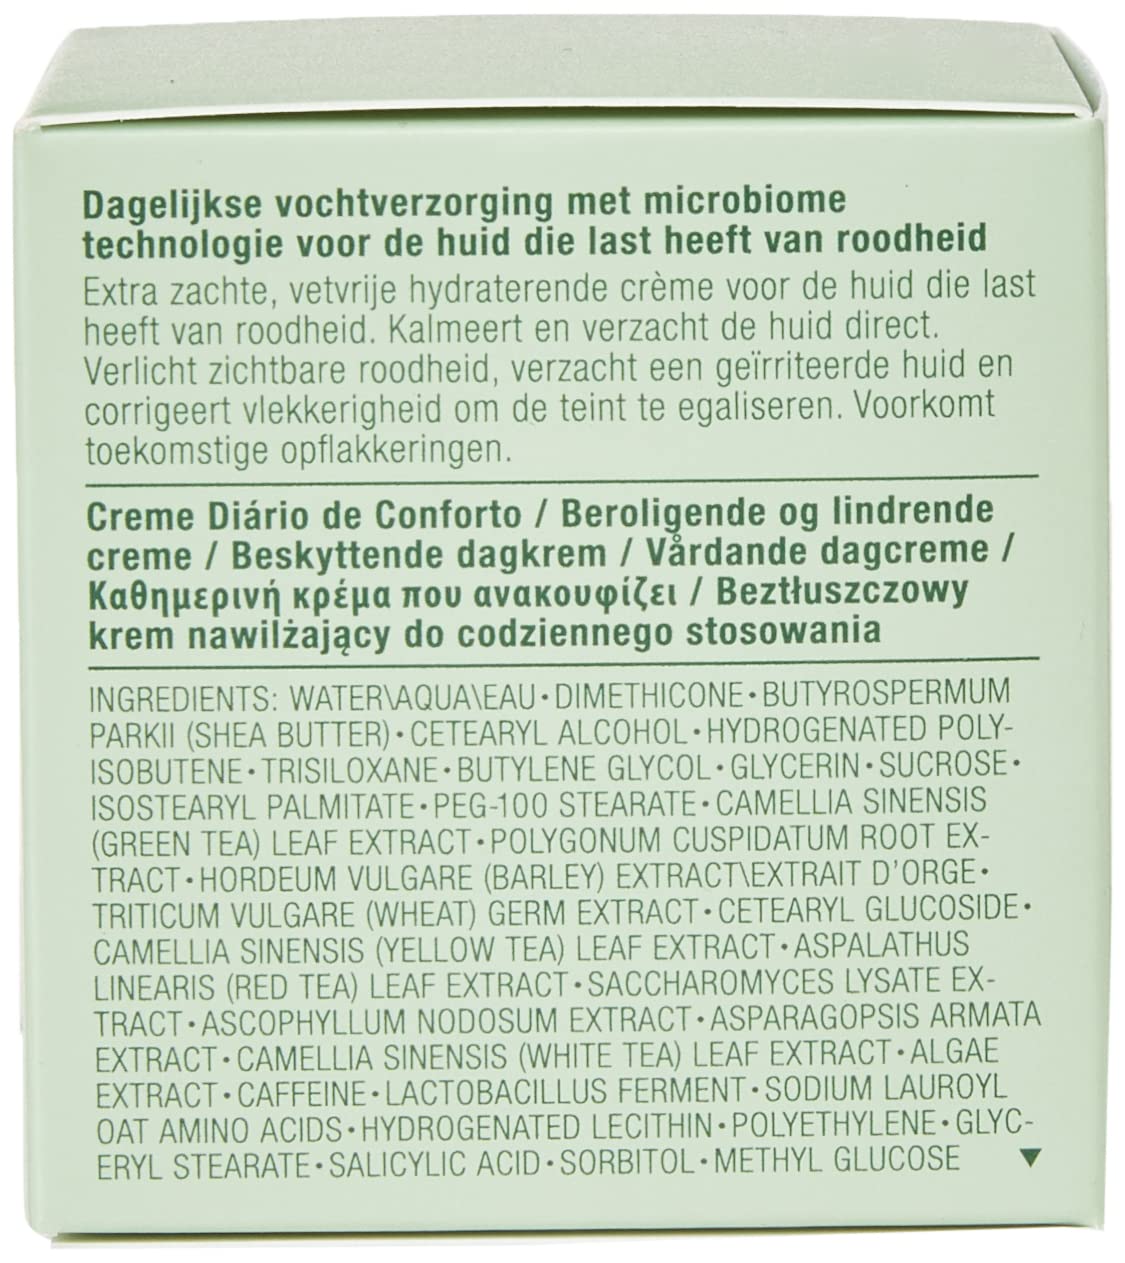 Dagelijkse vochtverzorging met microbiome
technologie voor de huid die last heeft van roodheid
Extra zachte, vetvrije hydraterende crème voor de huid die last
heeft van roodheid. Kalmeert en verzacht de huid direct.
Verlicht zichtbare roodheid, verzacht een geïrriteerde huid en
corrigeert vlekkerigheid om de teint te egaliseren. Voorkomt
toekomstige opflakkeringen.
Creme Diário de Conforto / Beroligende og lindrende
creme / Beskyttende dagkrem / Vårdande dagcreme /
Καθημερινή κρέμα που ανακουφίζει / Beztłuszczowy
krem nawilżający do codziennego stosowania
INGREDIENTS: WATER\AQUA\EAU • DIMETHICONE • BUTYROSPERMUM
PARKII (SHEA BUTTER) • CETEARYL ALCOHOL • HYDROGENATED POLY-
ISOBUTENE • TRISILOXANE • BUTYLENE GLYCOL • GLYCERIN • SUCROSE •
ISOSTEARYL PALMITATE • PEG-100 STEARATE • CAMELLIA SINENSIS
(GREEN TEA) LEAF EXTRACT • POLYGONUM CUSPIDATUM ROOT EX-
TRACT • HORDEUM VULGARE (BARLEY) EXTRACT\EXTRAIT D'ORGE •
TRITICUM VULGARE (WHEAT) GERM EXTRACT • CETEARYL GLUCOSIDE •
CAMELLIA SINENSIS (YELLOW TEA) LEAF EXTRACT • ASPALATHUS
LINEARIS (RED TEA) LEAF EXTRACT • SACCHAROMYCES LYSATE EX-
TRACT • ASCOPHYLLUM NODOSUM EXTRACT • ASPARAGOPSIS ARMATA
EXTRACT • CAMELLIA SINENSIS (WHITE TEA) LEAF EXTRACT • ALGAE
EXTRACT • CAFFEINE • LACTOBACILLUS FERMENT • SODIUM LAUROYL
OAT AMINO ACIDS • HYDROGENATED LECITHIN • POLYETHYLENE • GLYC-
ERYL STEARATE • SALICYLIC ACID • SORBITOL • METHYL GLUCOSE ▼